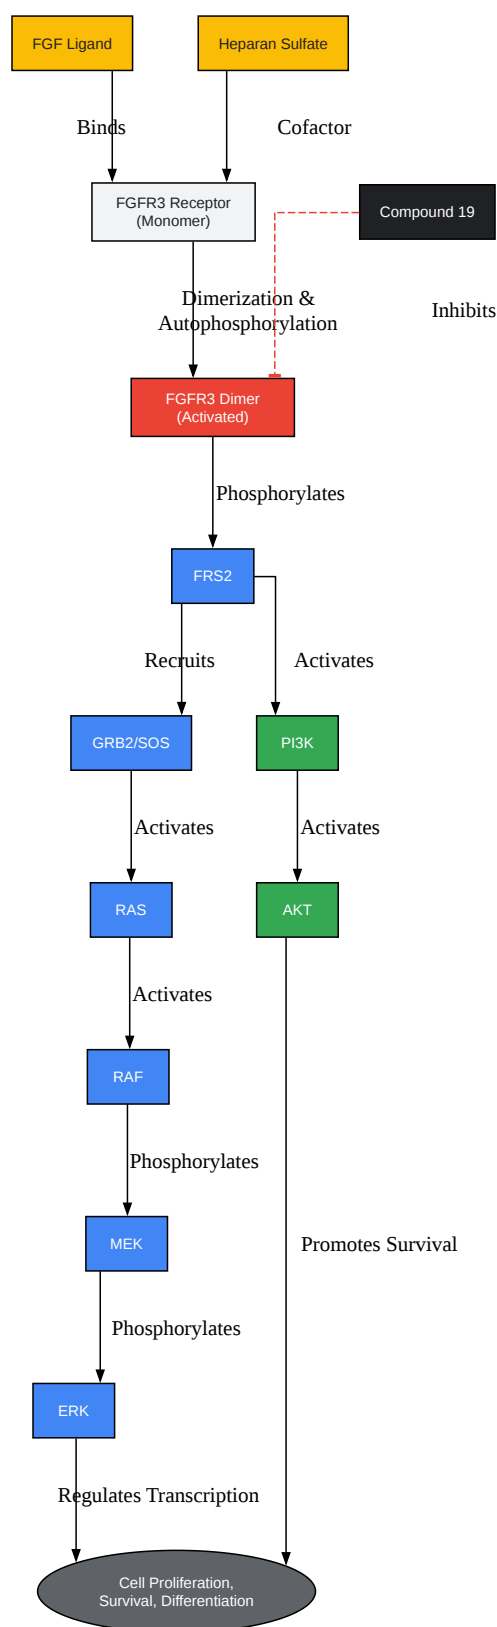 FGF Ligand
Heparan Sulfate
Binds
Cofactor
FGFR3 Receptor
(Monomer)
Compound 19
Dimerization &
Autophosphorylation
Inhibits
FGFR3 Dimer
(Activated)
Phosphorylates
FRS2
Recruits
Activates
GRB2/SOS
PI3K
Activates
Activates
RAS
AKT
Activates
RAF
Phosphorylates
MEK
Promotes Survival
Phosphorylates
ERK
Regulates Transcription
Cell Proliferation,
Survival, Differentiation